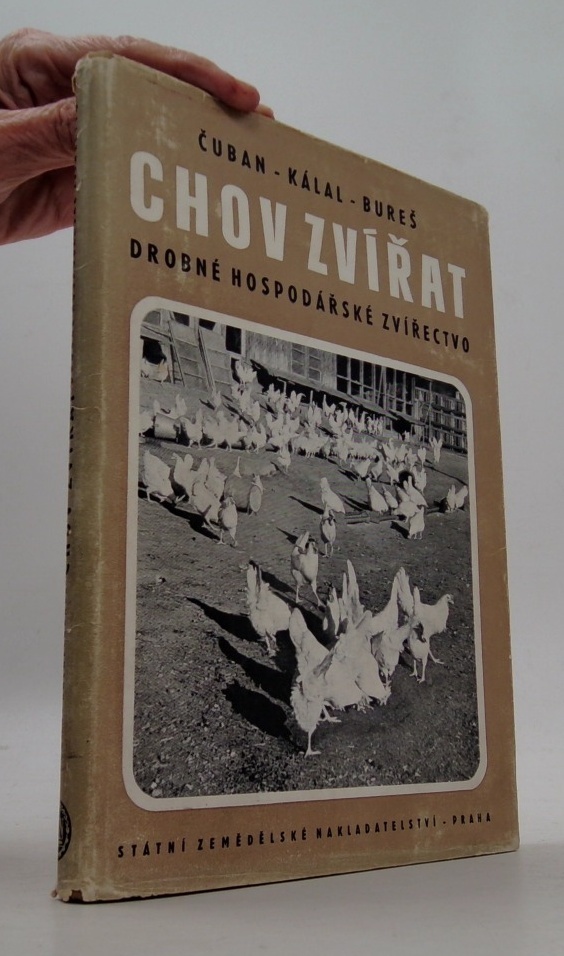 ČUBAN - KÁLAL - BUREŠ
CHOV ZVÍŘAT
DROBNÉ HOSPODÁŘSKÉ ZVÍŘECTVO
STÁTNÍ ZEMĚDĚLSKÉ NAKLADATELSTVÍ - PRAHA